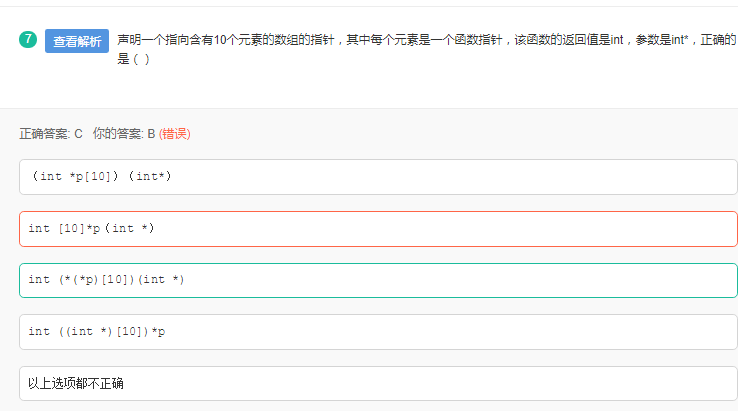 7 查看解析 声明一个指向含有10个元素的数组的指针，其中每个元素是一个函数指针，该函数的返回值是int，参数是int*，正确的
是（ ）
正确答案: C 你的答案: B (错误)
（int *p[10]）（int*）
int [10]*p（int *）
int (*(*p)[10])(int *)
int ((int *)[10])*p
以上选项都不正确